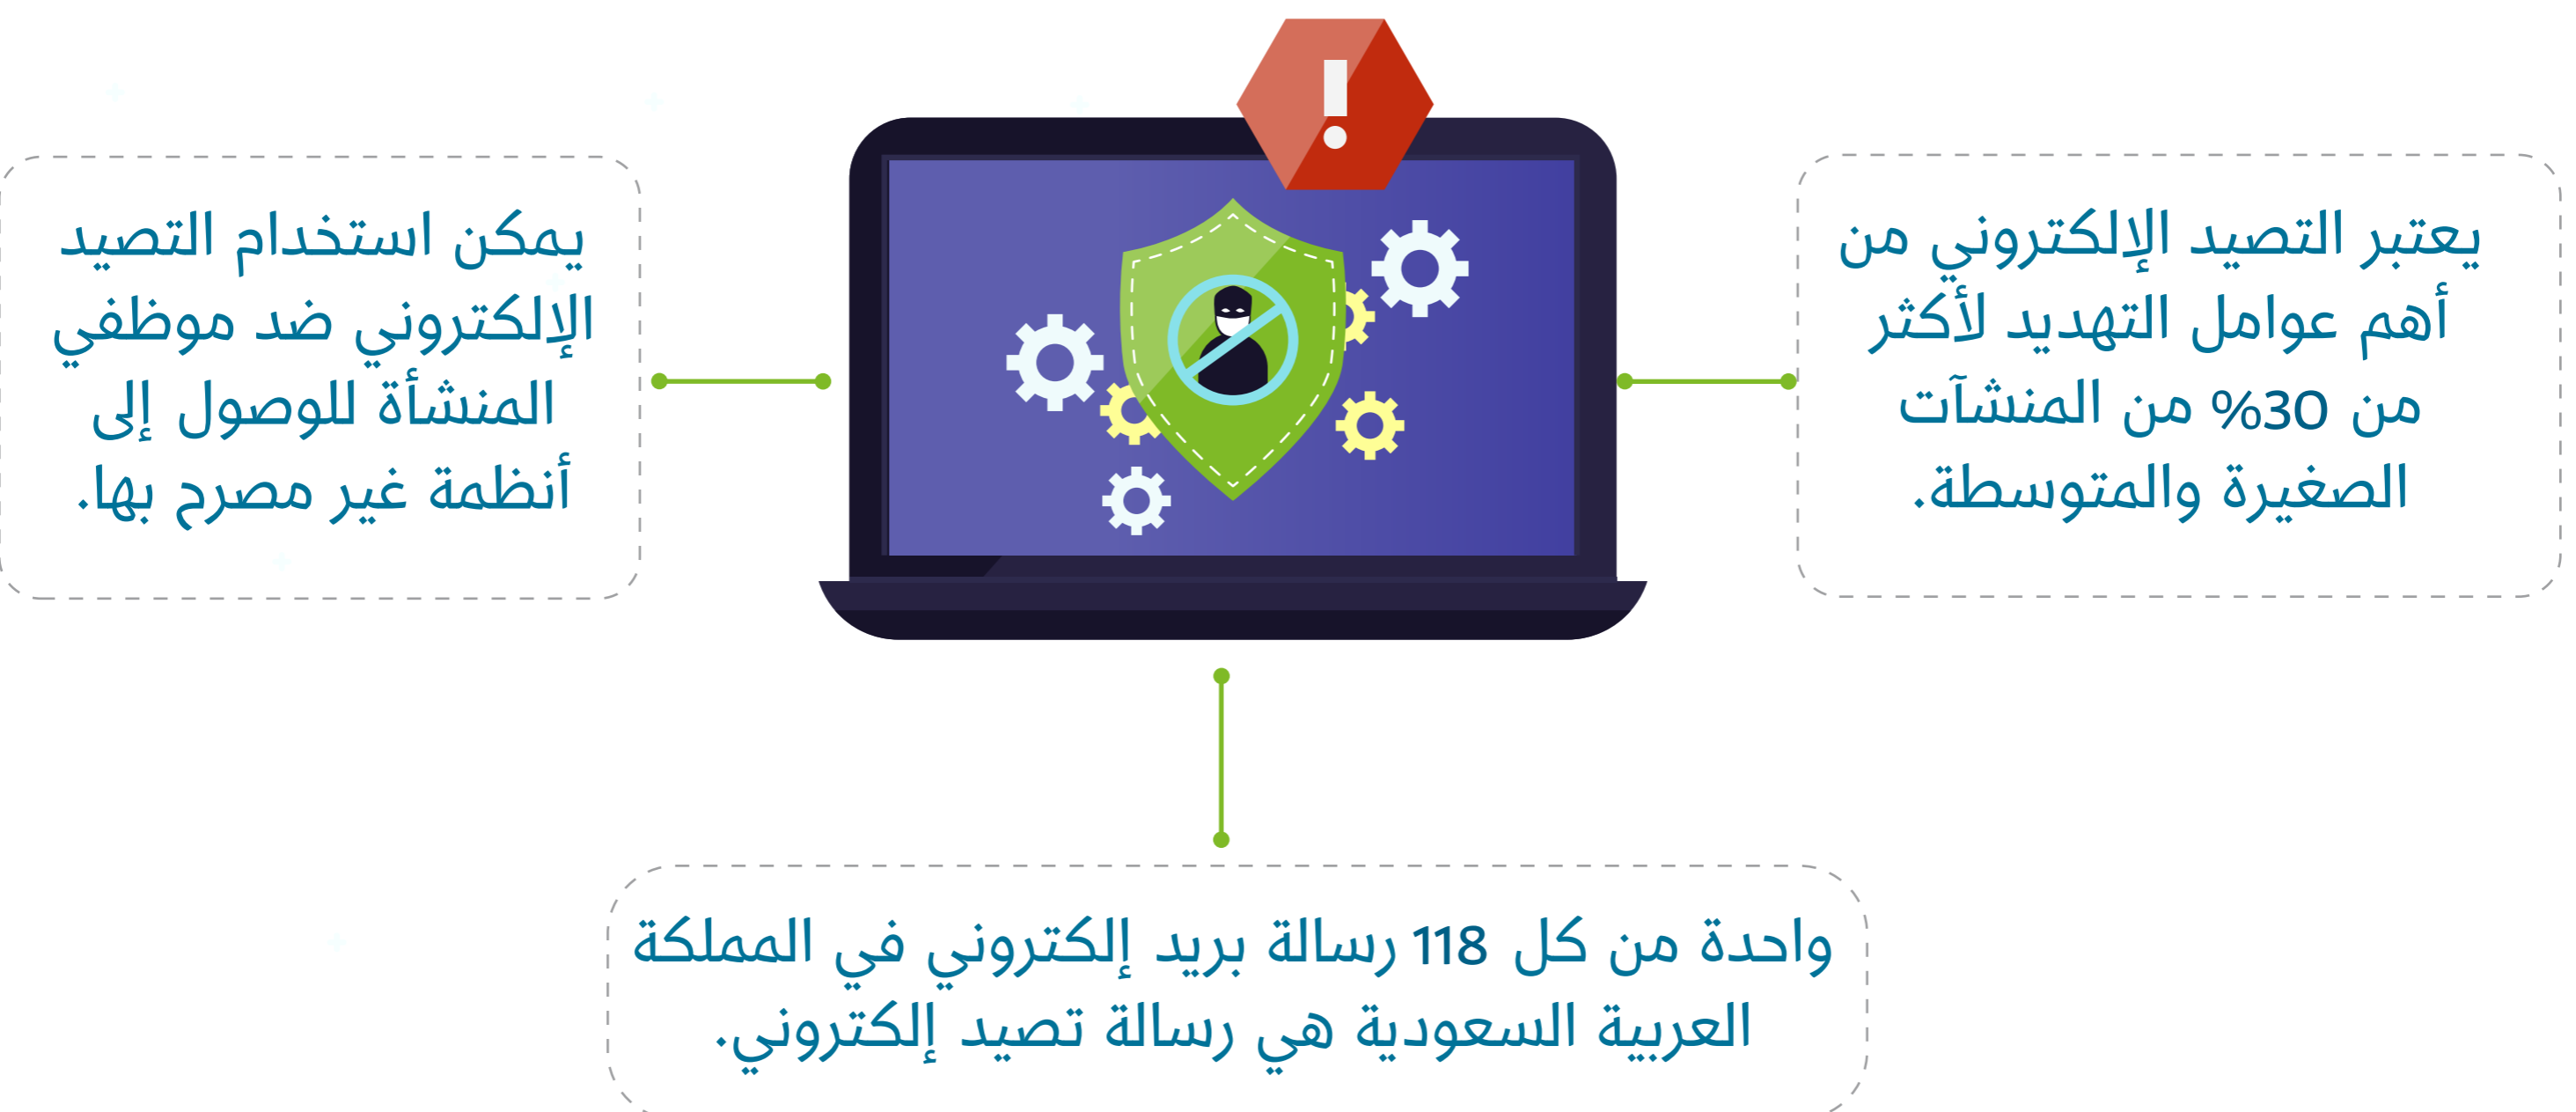 يعتبر التصيد الإلكتروني من
أهم عوامل التهديد لأكثر
من 30% من المنشآت
الصغيرة والمتوسطة.
يمكن استخدام التصيد
الإلكتروني ضد موظفي
المنشأة للوصول إلى
أنظمة غير مصرح بها.
واحدة من كل 118 رسالة بريد إلكتروني في المملكة
العربية السعودية هي رسالة تصيد إلكتروني.